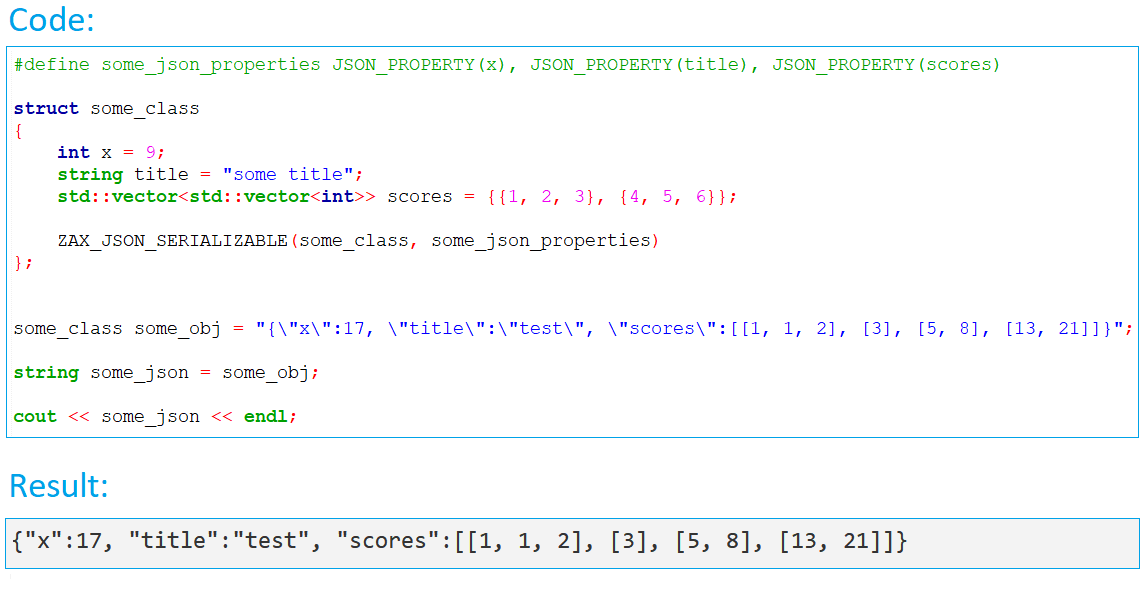 Code:
#define some_json_properties JSON_PROPERTY(x), JSON_PROPERTY(title), JSON_PROPERTY(scores)
struct some_class
{
    int x = 9;
    string title = "some title";
    std::vector<std::vector<int>> scores = {{1, 2, 3}, {4, 5, 6}};
    ZAX_JSON_SERIALIZABLE(some_class, some_json_properties)
};
some_class some_obj = "{\"x\":17, \"title\":\"test\", \"scores\":[[1, 1, 2], [3], [5, 8], [13, 21]]}";
string some_json = some_obj;
cout << some_json << endl;
Result:
{"x":17, "title":"test", "scores":[[1, 1, 2], [3], [5, 8], [13, 21]]}